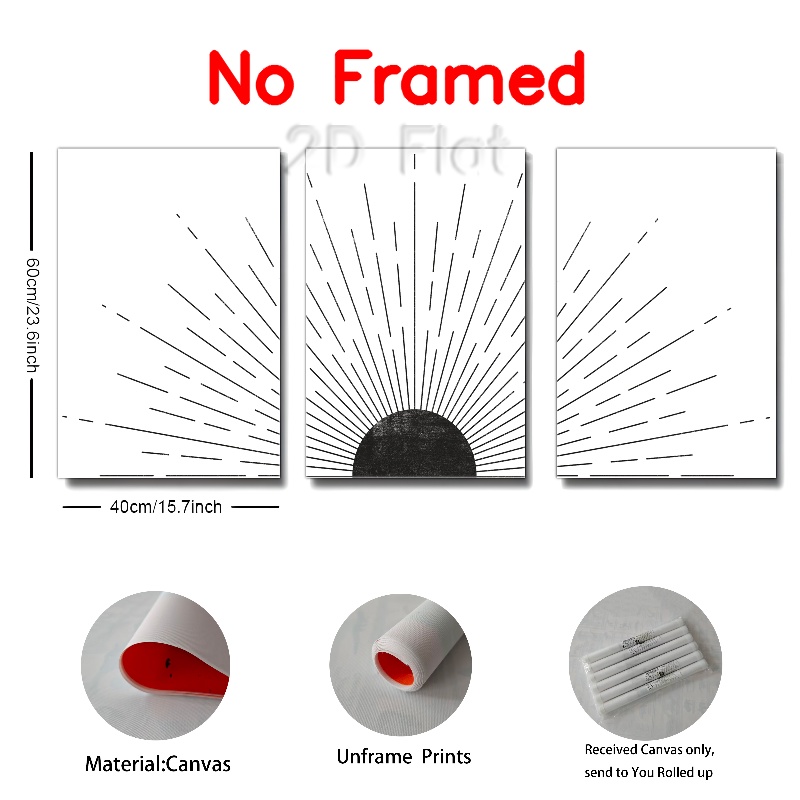 No Framed
2D Flat
60cm/23.6inch
40cm/15.7inch
Material:Canvas
Unframe Prints
Received Canvas only,
send to You Rolled up